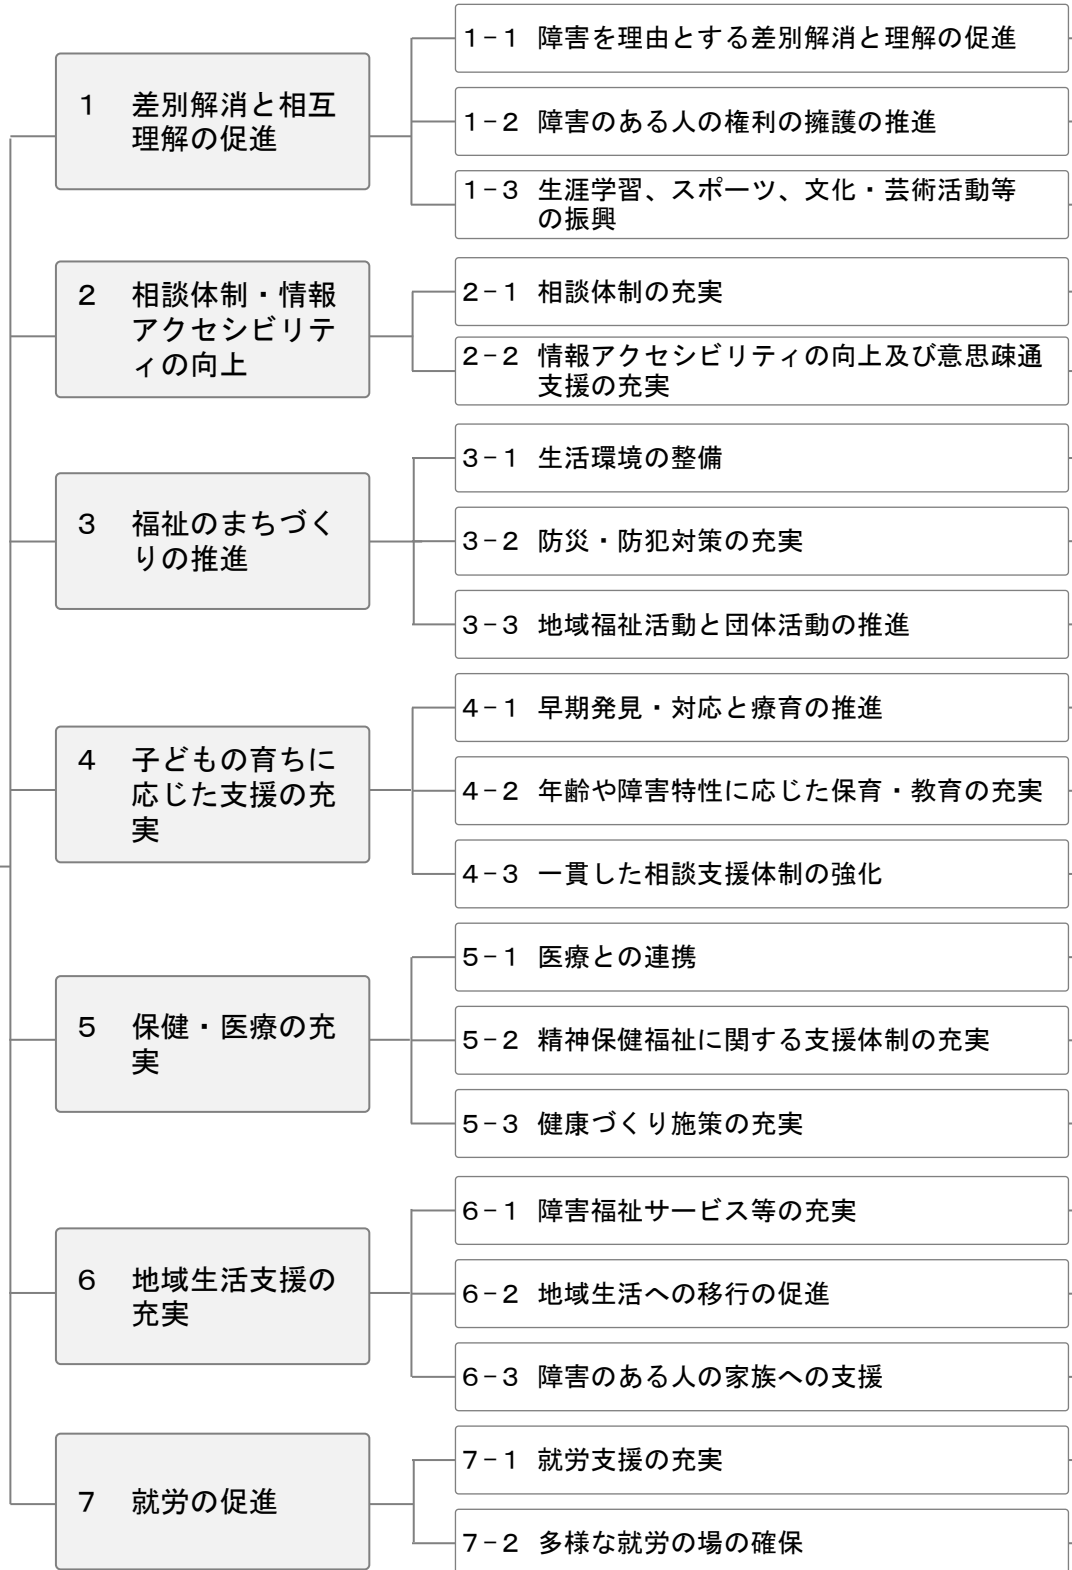 1 差別解消と相互
理解の促進
1-1 障害を理由とする差別解消と理解の促進
1-2 障害のある人の権利の擁護の推進
1-3 生涯学習、スポーツ、文化・芸術活動等
の振興
2 相談体制・情報
アクセシビリテ
ィの向上
2-1 相談体制の充実
2-2 情報アクセシビリティの向上及び意思疎通
支援の充実
3 福祉のまちづく
りの推進
3-1 生活環境の整備
3-2 防災・防犯対策の充実
3-3 地域福祉活動と団体活動の推進
4 子どもの育ちに
応じた支援の充
実
4-1 早期発見・対応と療育の推進
4-2 年齢や障害特性に応じた保育・教育の充実
4-3 一貫した相談支援体制の強化
5 保健・医療の充
実
5-1 医療との連携
5-2 精神保健福祉に関する支援体制の充実
5-3 健康づくり施策の充実
6 地域生活支援の
充実
6-1 障害福祉サービス等の充実
6-2 地域生活への移行の促進
6-3 障害のある人の家族への支援
7 就労の促進
7-1 就労支援の充実
7-2 多様な就労の場の確保